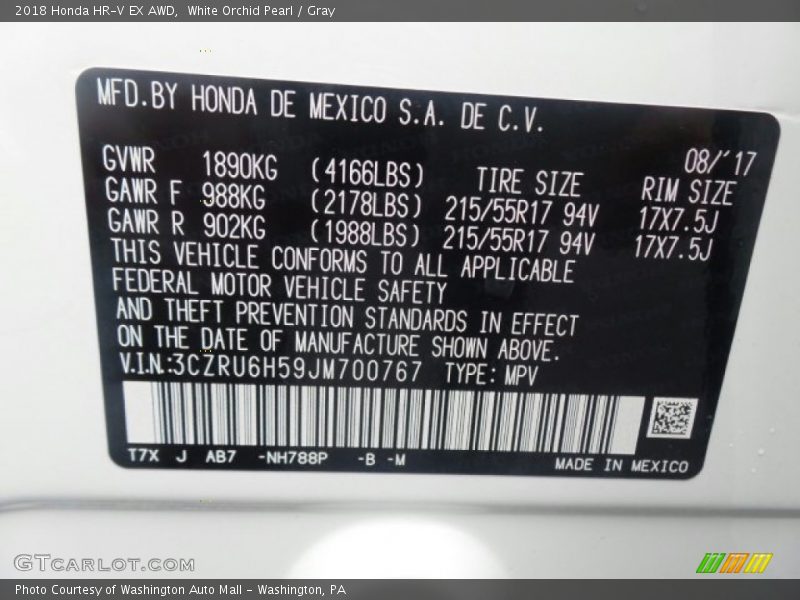 2018 Honda HR-V EX AWD,  White Orchid Pearl / Gray
MFD.BY HONDA DE MEXICO S.A. DE C.V.
08/'17
GVWR 1890KG (4166LBS) TIRE SIZE RIM SIZE
GAWR F 988KG (2178LBS) 215/55R17 94V 17X7.5J
GAWR R 902KG (1988LBS) 215/55R17 94V 17X7.5J
THIS VEHICLE CONFORMS TO ALL APPLICABLE
FEDERAL MOTOR VEHICLE SAFETY
AND THEFT PREVENTION STANDARDS IN EFFECT
ON THE DATE OF MANUFACTURE SHOWN ABOVE.
V.I.N.:3CZRU6H59JM700767 TYPE: MPV
T7X J AB7 -NH788P -B -M
MADE IN MEXICO
GTCARLOT.COM
Photo Courtesy of Washington Auto Mall - Washington, PA